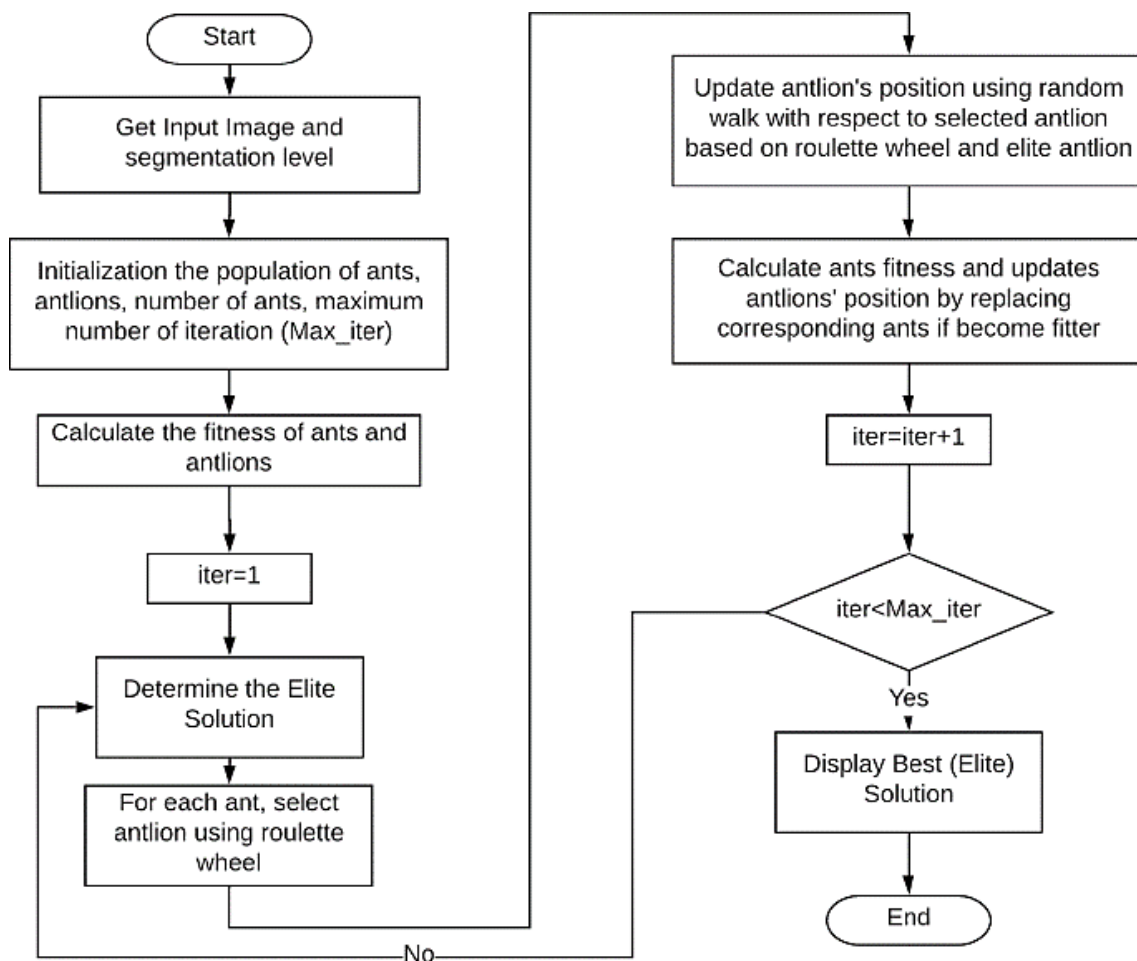 Start
Get Input Image and
segmentation level
Initialization the population of ants,
antlions, number of ants, maximum
number of iteration (Max_iter)
Calculate the fitness of ants and
antlions
iter=1
Determine the Elite
Solution
For each ant, select
antlion using roulette
wheel
Update antlion's position using random
walk with respect to selected antlion
based on roulette wheel and elite antlion
Calculate ants fitness and updates
antlions' position by replacing
corresponding ants if become fitter
iter=iter+1
iter<Max_iter
No
Yes
Display Best (Elite)
Solution
End